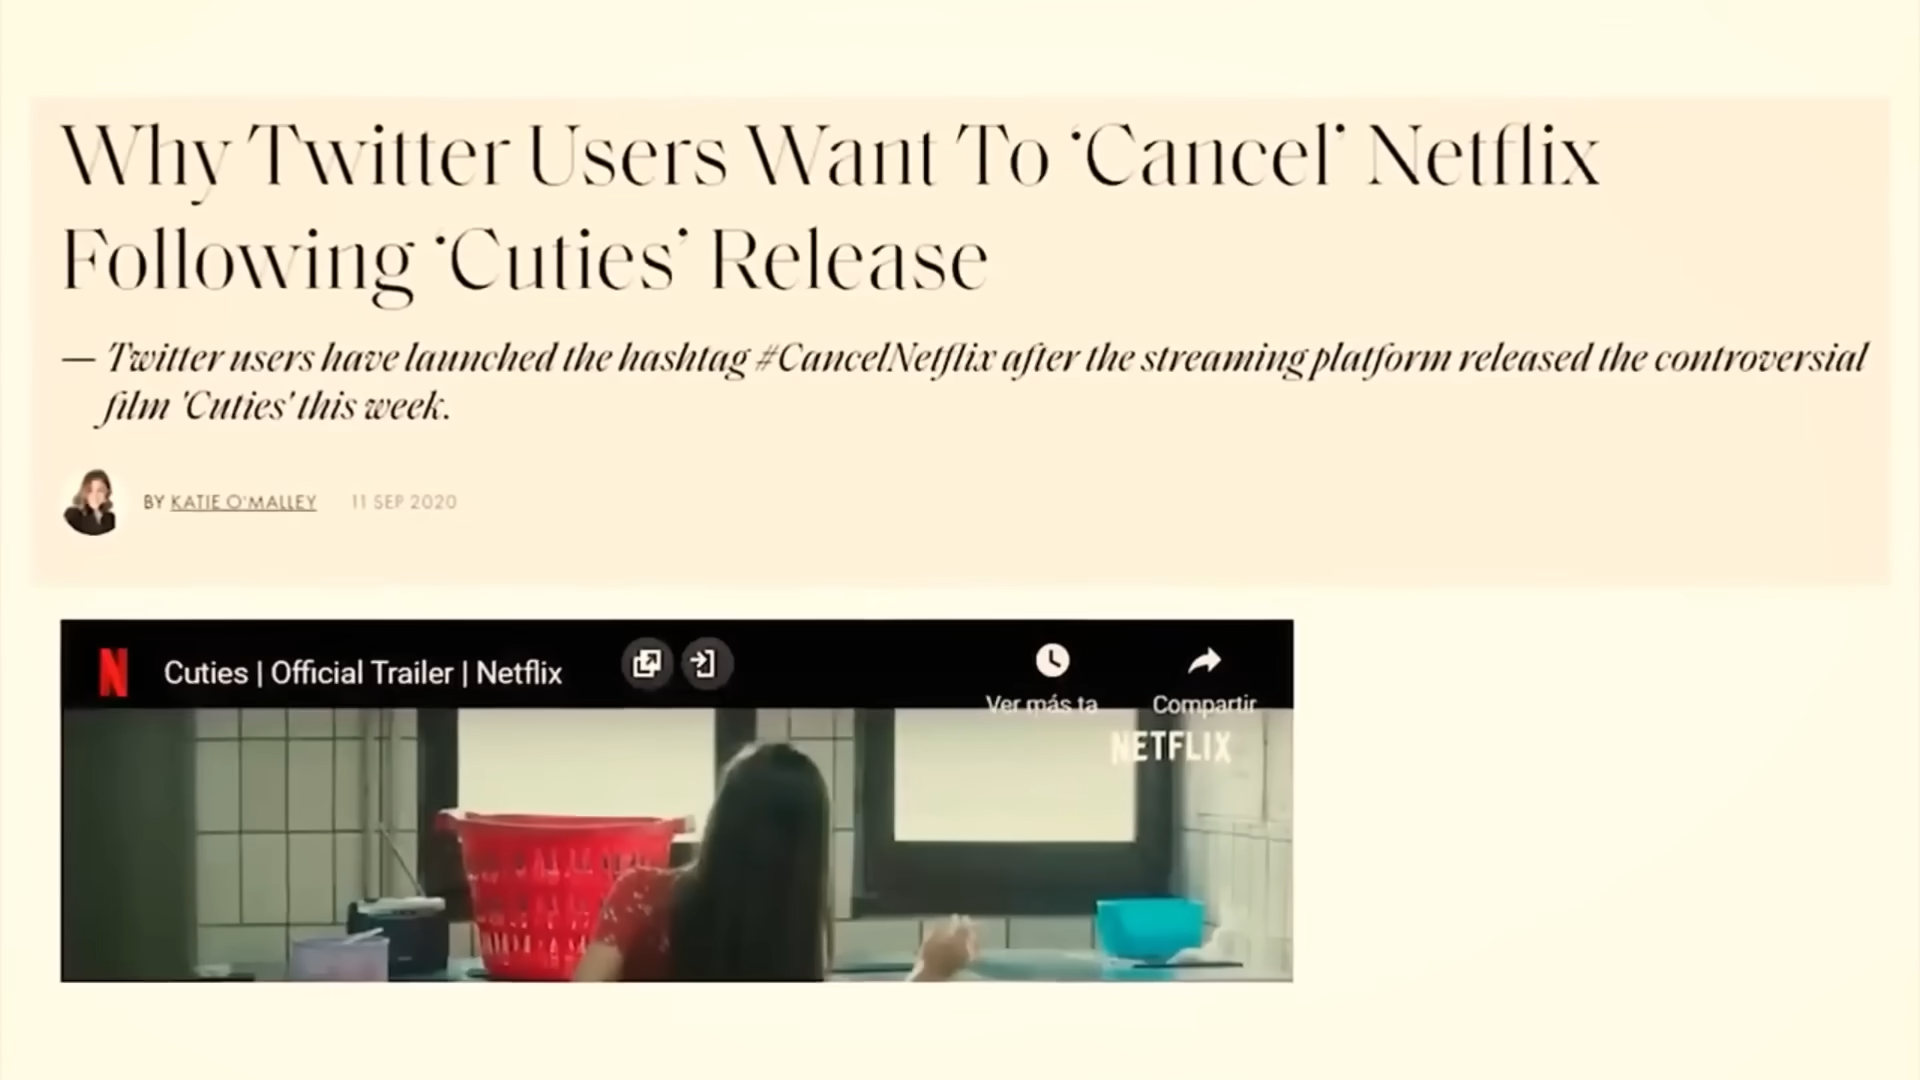 Why Twitter Users Want To ‘Cancel’ Netflix
Following ‘Cuties’ Release
— Twitter users have launched the hashtag #CancelNetflix after the streaming platform released the controversial
film 'Cuties' this week.
BY KATIE O'MALLEY 11 SEP 2020
N Cuties | Official Trailer | Netflix
Ver más ta Compartir
NETFLIX